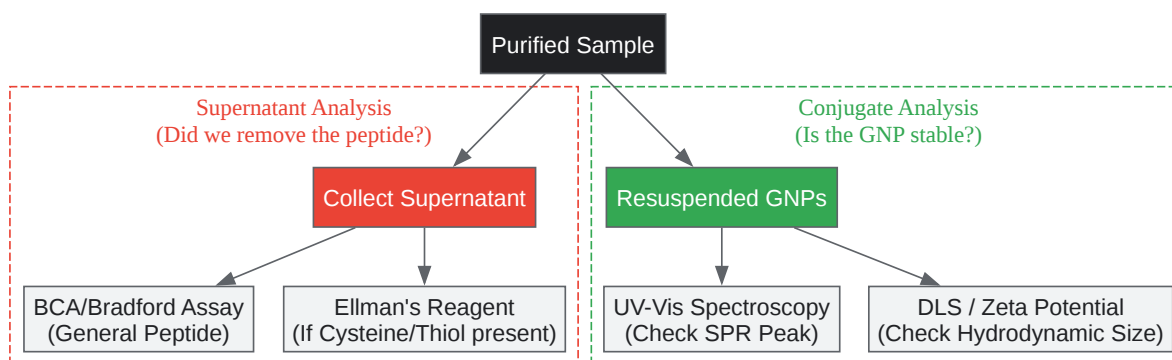 Purified Sample
Supernatant Analysis
(Did we remove the peptide?)
Conjugate Analysis
(Is the GNP stable?)
Collect Supernatant
Resuspended GNPs
BCA/Bradford Assay
(General Peptide)
Ellman's Reagent
(If Cysteine/Thiol present)
UV-Vis Spectroscopy
(Check SPR Peak)
DLS / Zeta Potential
(Check Hydrodynamic Size)